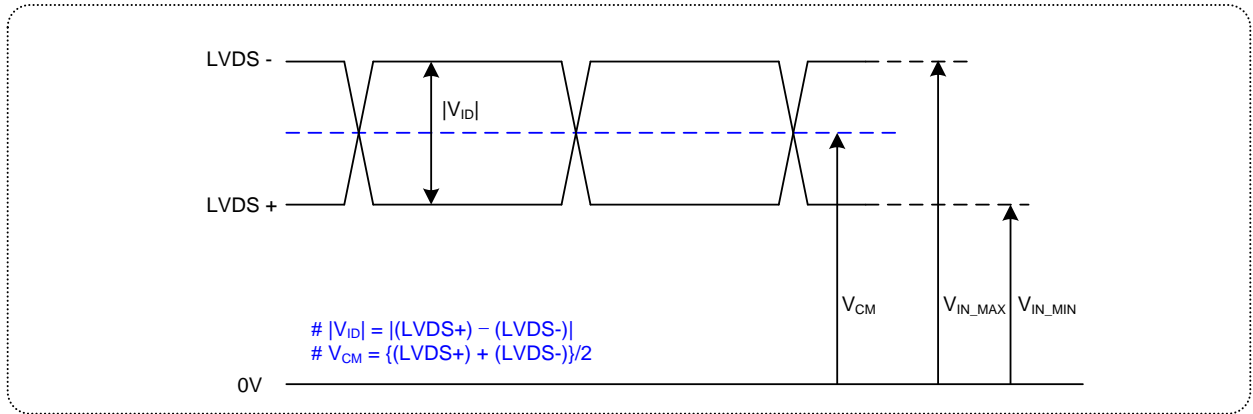 LVDS -
|VID|
LVDS +
VCM
VIN_MAX
VIN_MIN
# |VID| = |(LVDS+) – (LVDS-)|
# VCM = {(LVDS+) + (LVDS-)}/2
0V